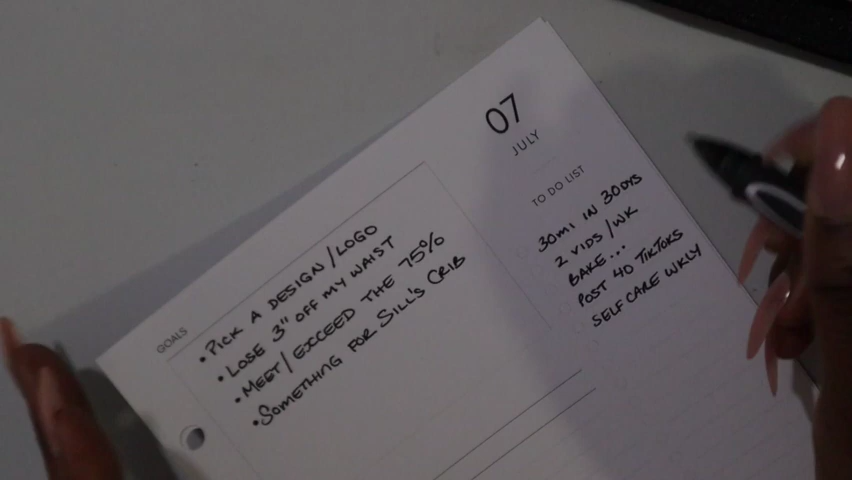 07
JULY
TO DO LIST
30MI IN 30DYS
2 VIDS/WK
BAKE...
POST 40 TIKTOKS
SELF CARE WKLY
GOALS
• PICK A DESIGN/LOGO
• LOSE 3" OFF MY WAIST
• MEET/EXCEED THE 75%
• SOMETHING FOR SILL'S CRIB